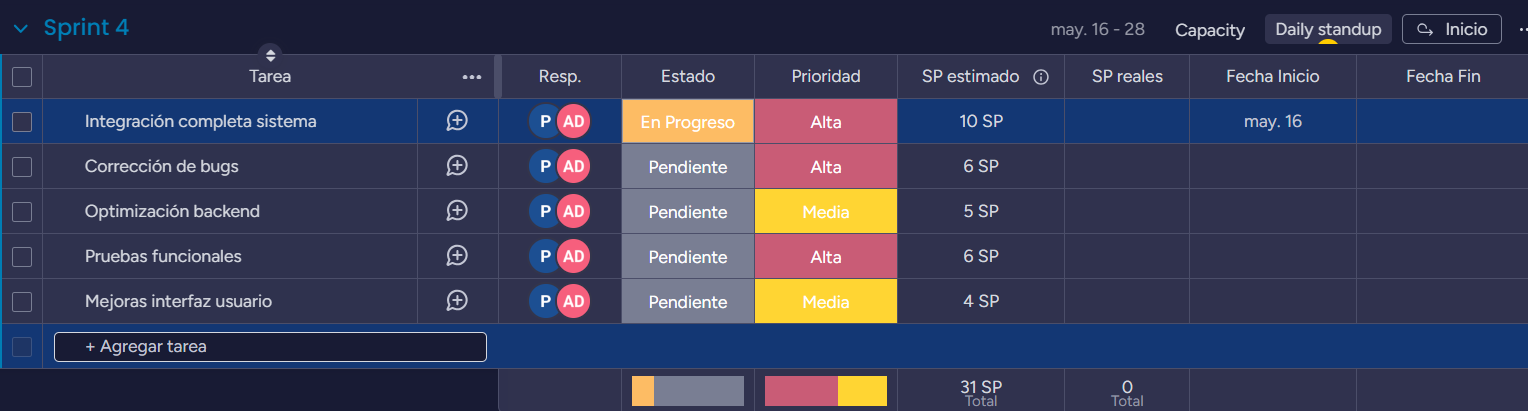 Sprint 4 may. 16 - 28 Capacity Daily standup Inicio
Tarea Resp. Estado Prioridad SP estimado SP reales Fecha Inicio Fecha Fin
Integración completa sistema P AD En Progreso Alta 10 SP may. 16
Corrección de bugs P AD Pendiente Alta 6 SP
Optimización backend P AD Pendiente Media 5 SP
Pruebas funcionales P AD Pendiente Alta 6 SP
Mejoras interfaz usuario P AD Pendiente Media 4 SP
+ Agregar tarea
31 SP 0
Total Total